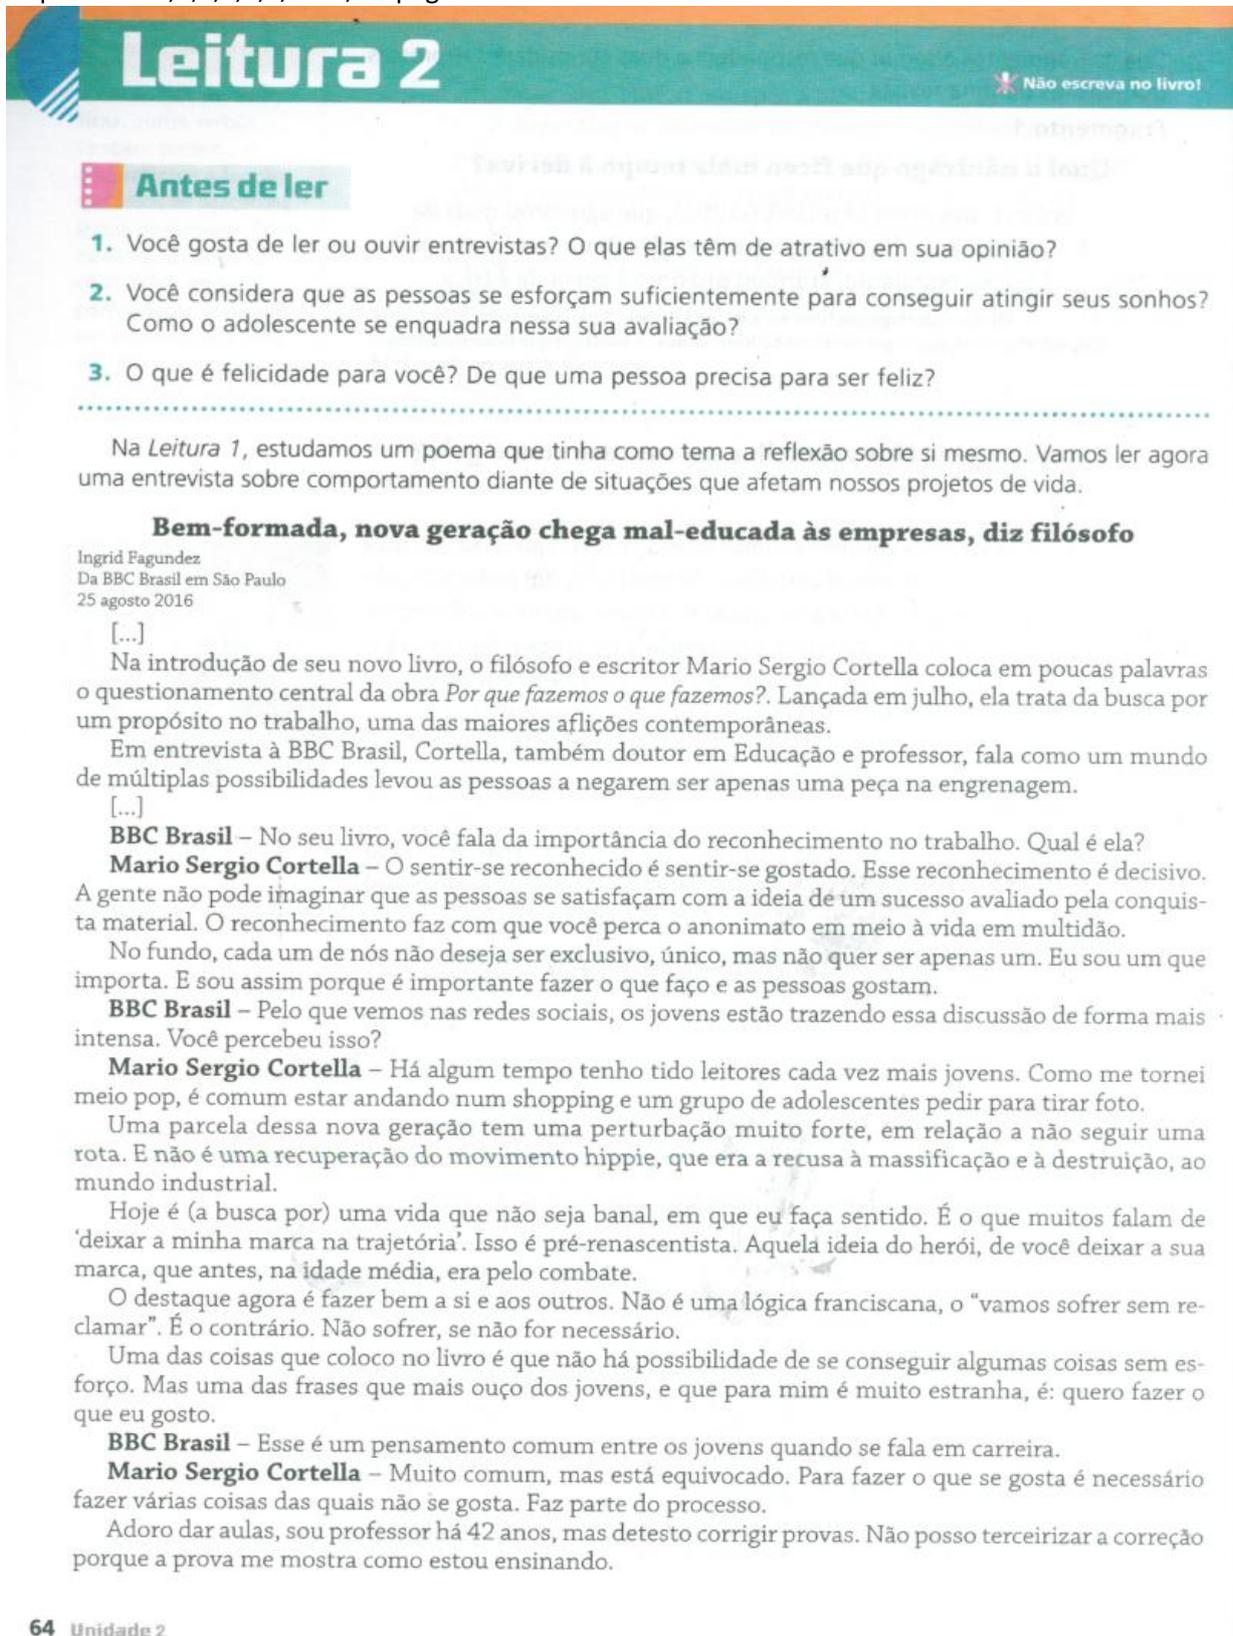 Leitura 2
Não escreva no livro!
Antes de ler
1. Você gosta de ler ou ouvir entrevistas? O que elas têm de atrativo em sua opinião?
2. Você considera que as pessoas se esforçam suficientemente para conseguir atingir seus sonhos?
Como o adolescente se enquadra nessa sua avaliação?
3. O que é felicidade para você? De que uma pessoa precisa para ser feliz?
Na Leitura 1, estudamos um poema que tinha como tema a reflexão sobre si mesmo. Vamos ler agora
uma entrevista sobre comportamento diante de situações que afetam nossos projetos de vida.
Bem-formada, nova geração chega mal-educada às empresas, diz filósofo
Ingrid Fagundez
Da BBC Brasil em São Paulo
25 agosto 2016
[...]
Na introdução de seu novo livro, o filósofo e escritor Mario Sergio Cortella coloca em poucas palavras
o questionamento central da obra Por que fazemos o que fazemos?. Lançada em julho, ela trata da busca por
um propósito no trabalho, uma das maiores aflições contemporâneas.
Em entrevista à BBC Brasil, Cortella, também doutor em Educação e professor, fala como um mundo
de múltiplas possibilidades levou as pessoas a negarem ser apenas uma peça na engrenagem.
[...]
BBC Brasil – No seu livro, você fala da importância do reconhecimento no trabalho. Qual é ela?
Mario Sergio Cortella – O sentir-se reconhecido é sentir-se gostado. Esse reconhecimento é decisivo.
A gente não pode imaginar que as pessoas se satisfaçam com a ideia de um sucesso avaliado pela conquis-
ta material. O reconhecimento faz com que você perca o anonimato em meio à vida em multidão.
No fundo, cada um de nós não deseja ser exclusivo, único, mas não quer ser apenas um. Eu sou um que
importa. E sou assim porque é importante fazer o que faço e as pessoas gostam.
BBC Brasil – Pelo que vemos nas redes sociais, os jovens estão trazendo essa discussão de forma mais
intensa. Você percebeu isso?
Mario Sergio Cortella – Há algum tempo tenho tido leitores cada vez mais jovens. Como me tornei
meio pop, é comum estar andando num shopping e um grupo de adolescentes pedir para tirar foto.
Uma parcela dessa nova geração tem uma perturbação muito forte, em relação a não seguir uma
rota. E não é uma recuperação do movimento hippie, que era a recusa à massificação e à destruição, ao
mundo industrial.
Hoje é (a busca por) uma vida que não seja banal, em que eu faça sentido. É o que muitos falam de
'deixar a minha marca na trajetória'. Isso é pré-renascentista. Aquela ideia do herói, de você deixar a sua
marca, que antes, na idade média, era pelo combate.
O destaque agora é fazer bem a si e aos outros. Não é uma lógica franciscana, o "vamos sofrer sem re-
clamar". É o contrário. Não sofrer, se não for necessário.
Uma das coisas que coloco no livro é que não há possibilidade de se conseguir algumas coisas sem es-
forço. Mas uma das frases que mais ouço dos jovens, e que para mim é muito estranha, é: quero fazer o
que eu gosto.
BBC Brasil – Esse é um pensamento comum entre os jovens quando se fala em carreira.
Mario Sergio Cortella – Muito comum, mas está equivocado. Para fazer o que se gosta é necessário
fazer várias coisas das quais não se gosta. Faz parte do processo.
Adoro dar aulas, sou professor há 42 anos, mas detesto corrigir provas. Não posso terceirizar a correção
porque a prova me mostra como estou ensinando.
64 Unidade 2